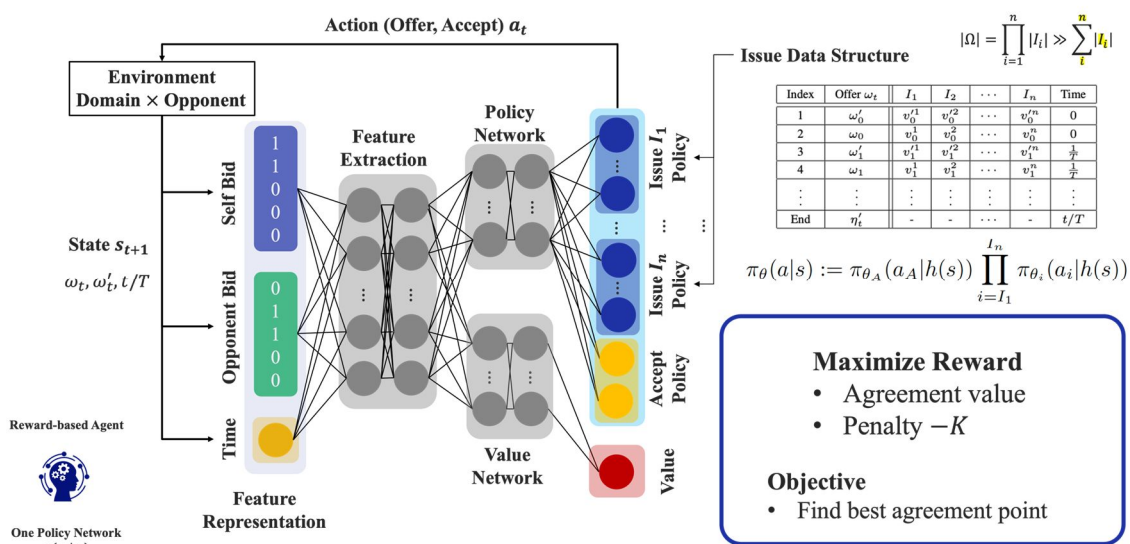 Action (Offer, Accept) a_t
Environment
Domain × Opponent
State s_{t+1}
ω_t, ω'_t, t/T
Self Bid
1
1
0
0
0
Opponent Bid
0
1
1
0
0
Time
Feature
Representation
Feature
Extraction
...
...
Policy
Network
...
...
...
...
Value
Network
Issue I_1
Policy
...
...
...
...
Issue I_n
Policy
...
Accept
Policy
Value
Reward-based Agent
One Policy Network
Issue Data Structure
|Ω| = ∏_{i=1}^{n} |I_i| ≫ ∑_{i}^{n} |I_i|
Index Offer ω_t I_1 I_2 ··· I_n Time
1 ω'_0 v'^1_0 v'^2_0 ··· v'^n_0 0
2 ω_0 v^1_0 v^2_0 ··· v^n_0 0
3 ω'_1 v'^1_1 v'^2_1 ··· v'^n_1 1/T
4 ω_1 v^1_1 v^2_1 ··· v^n_1 1/T
⋮ ⋮ ⋮ ⋮ ⋮ ⋮
End η'_t - - ··· - t/T
π_θ(a|s) := π_{θ_A}(a_A|h(s)) ∏_{i=I_1}^{I_n} π_{θ_i}(a_i|h(s))
Maximize Reward
• Agreement value
• Penalty −K
Objective
• Find best agreement point